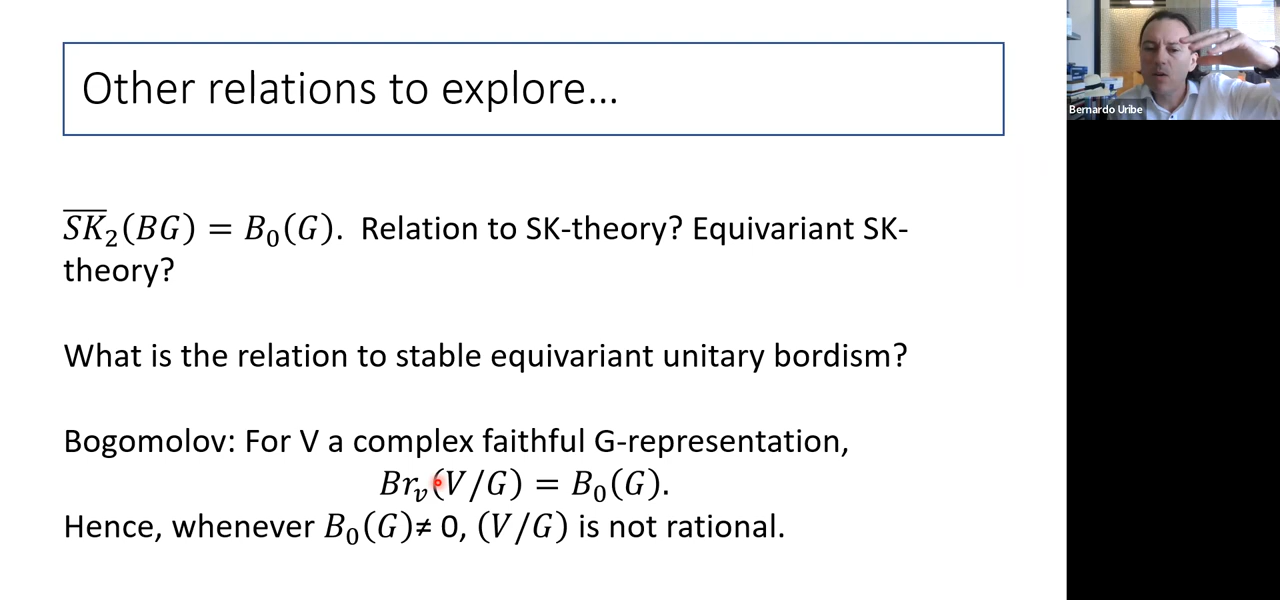 Other relations to explore...
Bernardo Uribe
$\overline{SK}_2(BG) = B_0(G)$. Relation to SK-theory? Equivariant SK-
theory?
What is the relation to stable equivariant unitary bordism?
Bogomolov: For V a complex faithful G-representation,
$Br_v(V/G) = B_0(G).$
Hence, whenever $B_0(G) ≠ 0$, $(V/G)$ is not rational.